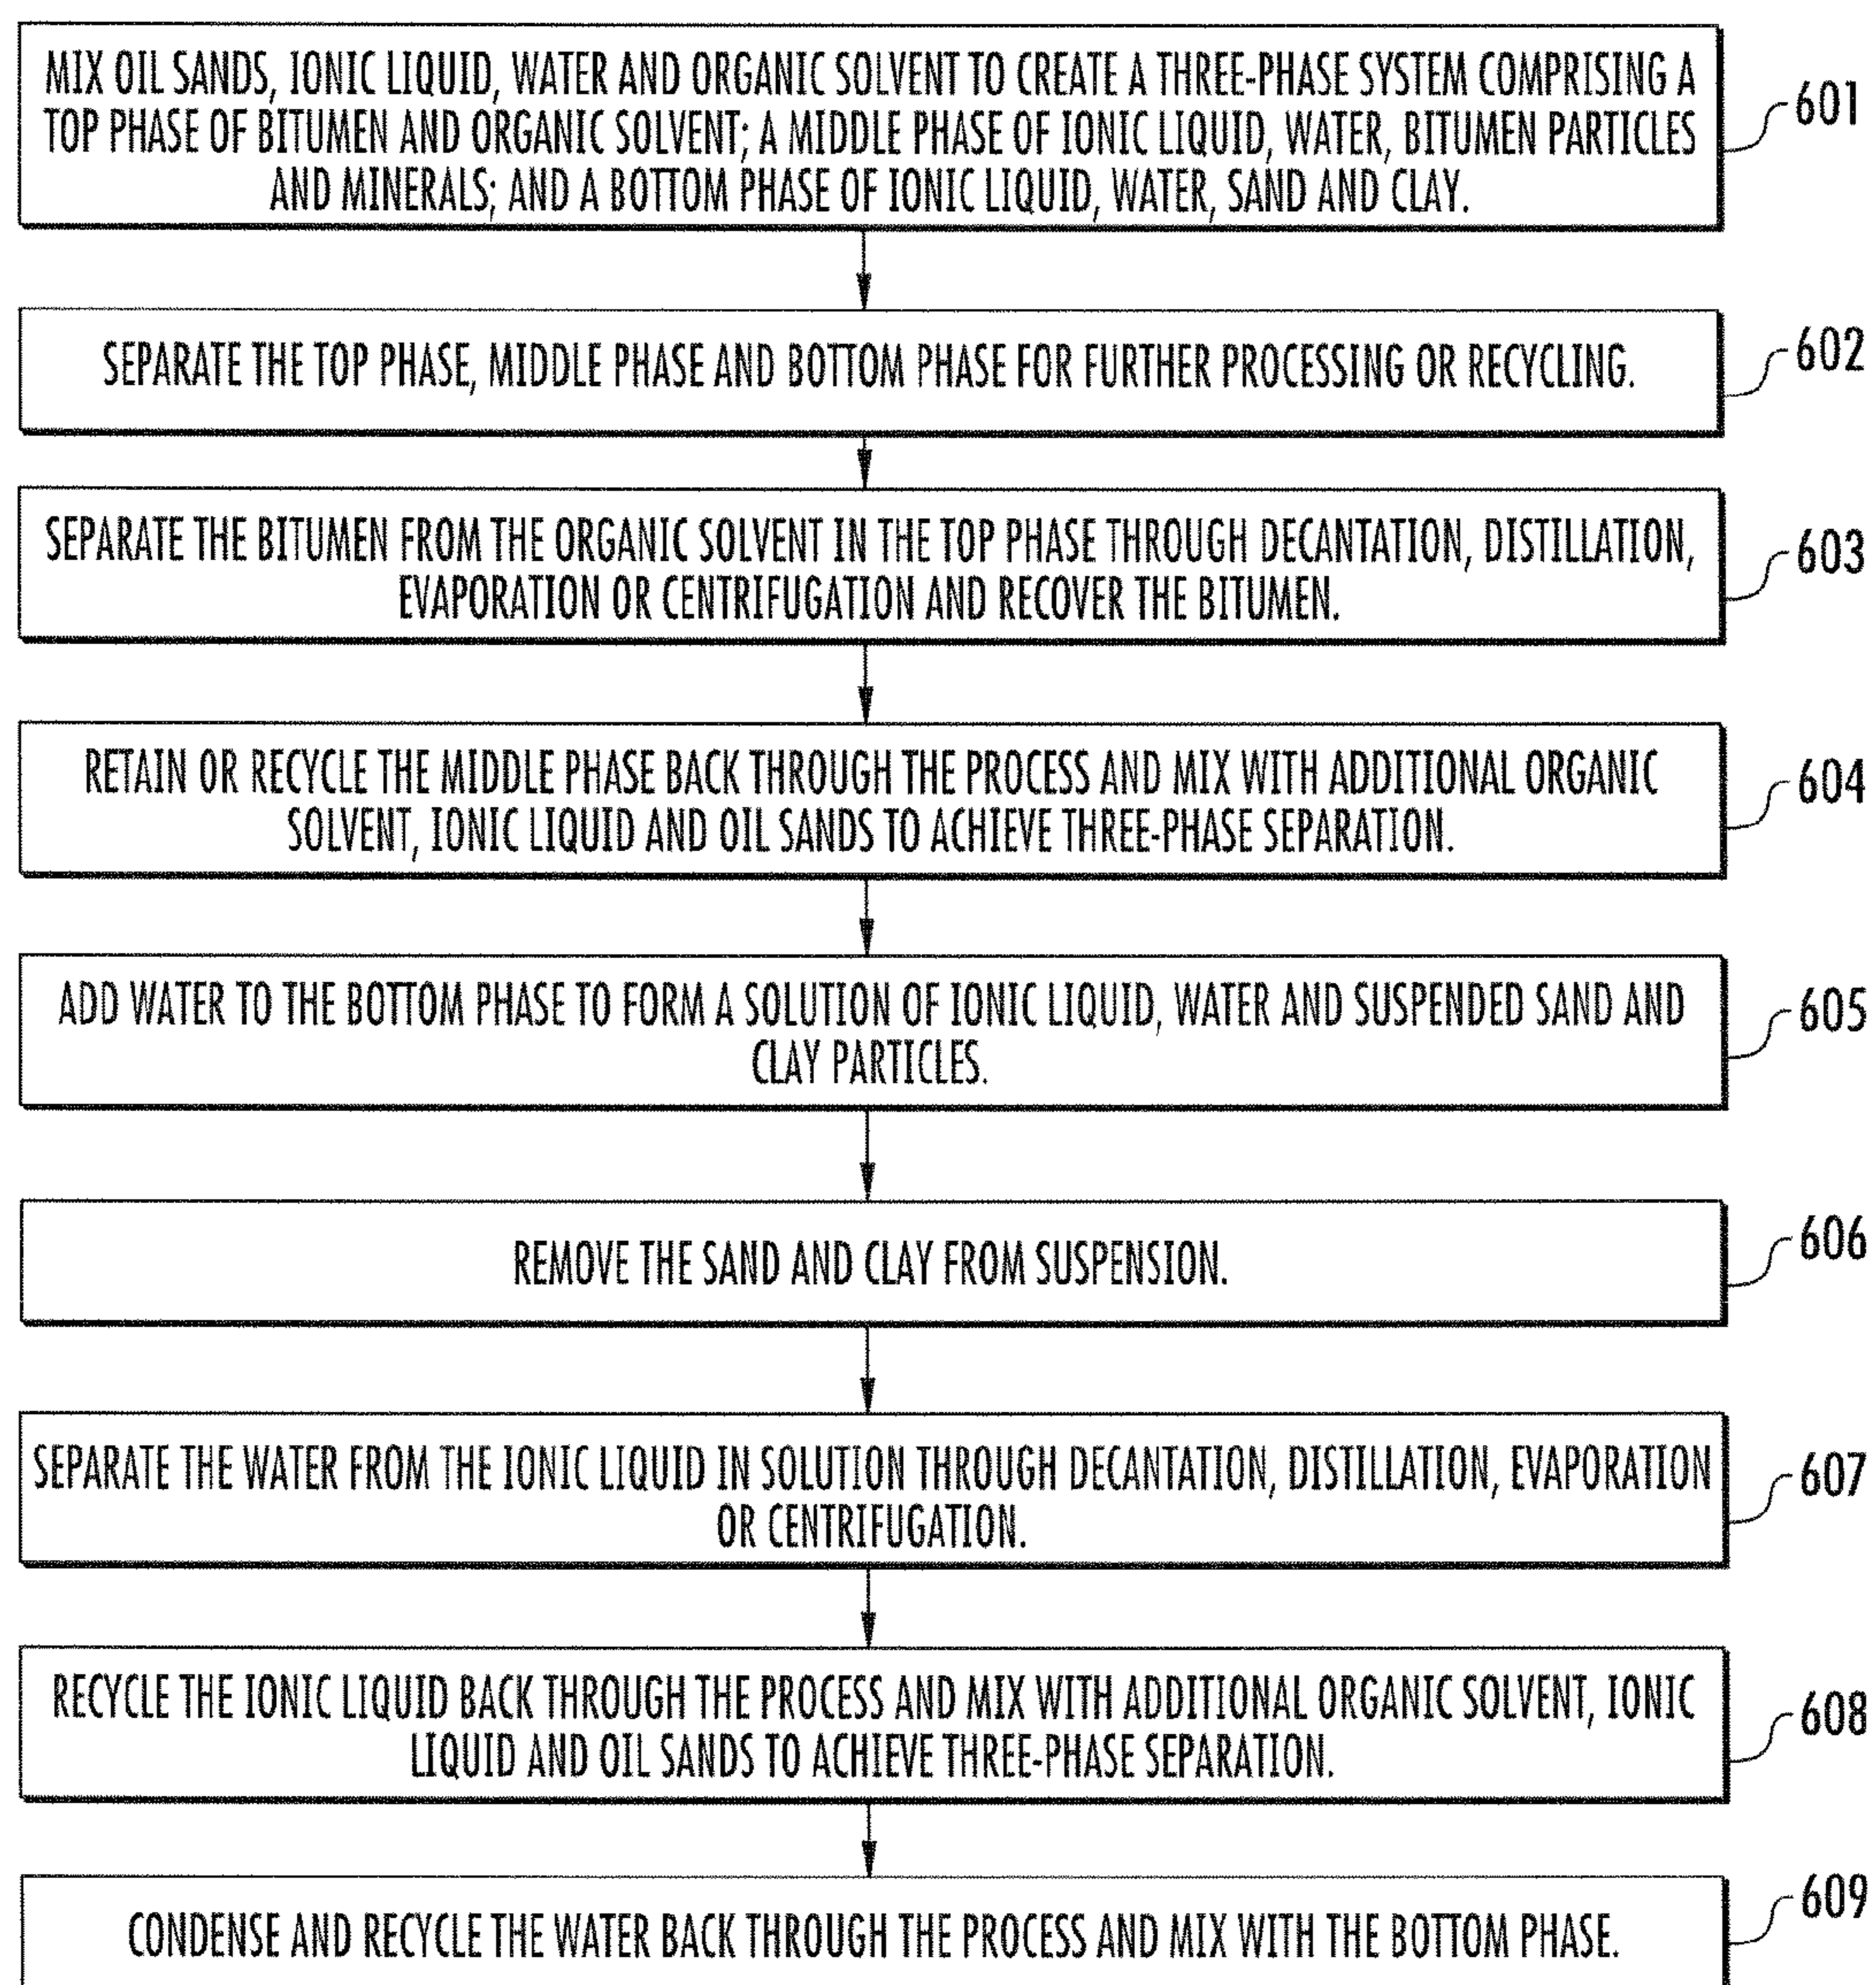 MIX OIL SANDS, IONIC LIQUID, WATER AND ORGANIC SOLVENT TO CREATE A THREE-PHASE SYSTEM COMPRISING A
TOP PHASE OF BITUMEN AND ORGANIC SOLVENT; A MIDDLE PHASE OF IONIC LIQUID, WATER, BITUMEN PARTICLES
AND MINERALS; AND A BOTTOM PHASE OF IONIC LIQUID, WATER, SAND AND CLAY.
601
SEPARATE THE TOP PHASE, MIDDLE PHASE AND BOTTOM PHASE FOR FURTHER PROCESSING OR RECYCLING.
602
SEPARATE THE BITUMEN FROM THE ORGANIC SOLVENT IN THE TOP PHASE THROUGH DECANTATION, DISTILLATION,
EVAPORATION OR CENTRIFUGATION AND RECOVER THE BITUMEN.
603
RETAIN OR RECYCLE THE MIDDLE PHASE BACK THROUGH THE PROCESS AND MIX WITH ADDITIONAL ORGANIC
SOLVENT, IONIC LIQUID AND OIL SANDS TO ACHIEVE THREE-PHASE SEPARATION.
604
ADD WATER TO THE BOTTOM PHASE TO FORM A SOLUTION OF IONIC LIQUID, WATER AND SUSPENDED SAND AND
CLAY PARTICLES.
605
REMOVE THE SAND AND CLAY FROM SUSPENSION.
606
SEPARATE THE WATER FROM THE IONIC LIQUID IN SOLUTION THROUGH DECANTATION, DISTILLATION, EVAPORATION
OR CENTRIFUGATION.
607
RECYCLE THE IONIC LIQUID BACK THROUGH THE PROCESS AND MIX WITH ADDITIONAL ORGANIC SOLVENT, IONIC
LIQUID AND OIL SANDS TO ACHIEVE THREE-PHASE SEPARATION.
608
CONDENSE AND RECYCLE THE WATER BACK THROUGH THE PROCESS AND MIX WITH THE BOTTOM PHASE.
609